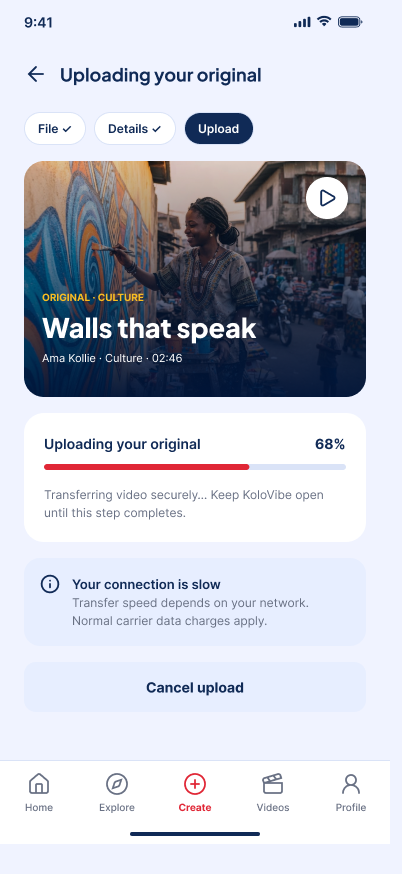 9:41
Uploading your original
File ✓
Details ✓
Upload
ORIGINAL · CULTURE
Walls that speak
Ama Kollie · Culture · 02:46
Uploading your original
68%
Transferring video securely... Keep KoloVibe open
until this step completes.
Your connection is slow
Transfer speed depends on your network.
Normal carrier data charges apply.
Cancel upload
Home
Explore
Create
Videos
Profile